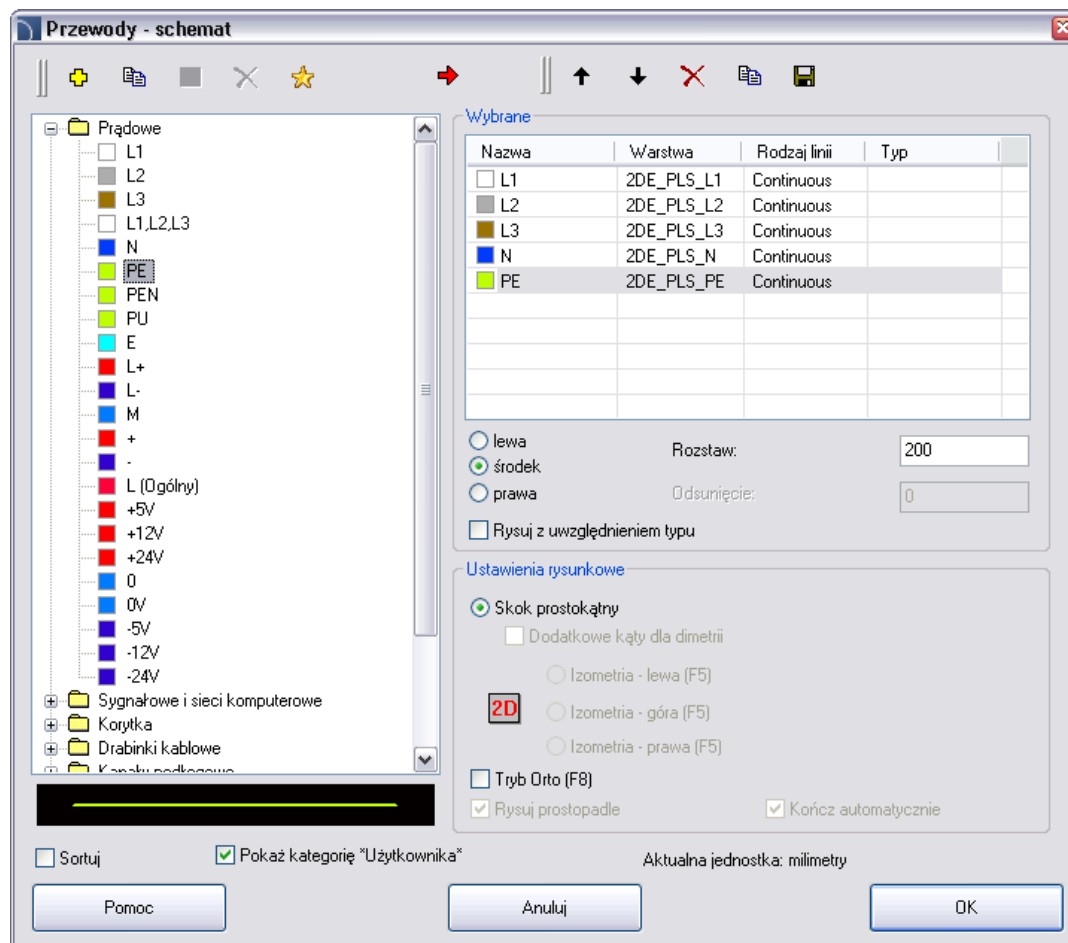 Przewody - schemat
Prądowe
L1
L2
L3
L1,L2,L3
N
PE
PEN
PU
E
L+
L-
M
+
-
L (Ogólny)
+5V
+12V
+24V
0
0V
-5V
-12V
-24V
Sygnałowe i sieci komputerowe
Korytka
Drabinki kablowe
Kanały podłogowe
Sortuj
Pokaż kategorię *Użytkownika*
Wybrane
Nazwa Warstwa Rodzaj linii Typ
L1 2DE_PLS_L1 Continuous
L2 2DE_PLS_L2 Continuous
L3 2DE_PLS_L3 Continuous
N 2DE_PLS_N Continuous
PE 2DE_PLS_PE Continuous
lewa
środek
prawa
Rozstaw: 200
Odsunięcie: 0
Rysuj z uwzględnieniem typu
Ustawienia rysunkowe
Skok prostokątny
Dodatkowe kąty dla dimetrii
Izometria - lewa (F5)
2D
Izometria - góra (F5)
Izometria - prawa (F5)
Tryb Orto (F8)
Rysuj prostopadle
Kończ automatycznie
Aktualna jednostka: milimetry
Pomoc
Anuluj
OK